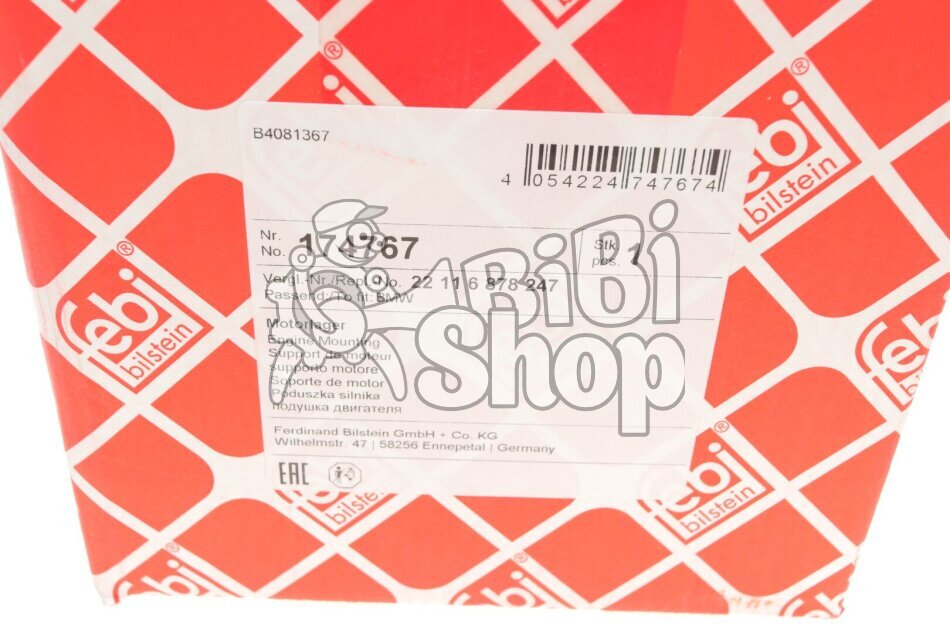 B4081367
4 054224 747674
Nr.
No. 174767
Stk.
pcs. 1
Vergl.-Nr./Repl.-No. 22 11 6 878 247
Passend-/To fit: BMW
Motorlager
Engine Mounting
Support de moteur
supporto motore
Soporte de motor
Poduszka silnika
подушка двигателя
Ferdinand Bilstein GmbH + Co. KG
Wilhelmstr. 47 | 58256 Ennepetal | Germany
EAC
BiBi
Shop
febi
bilstein
®
febi
bilstein
®
febi
bilstein
febi
bilstein
®
febi